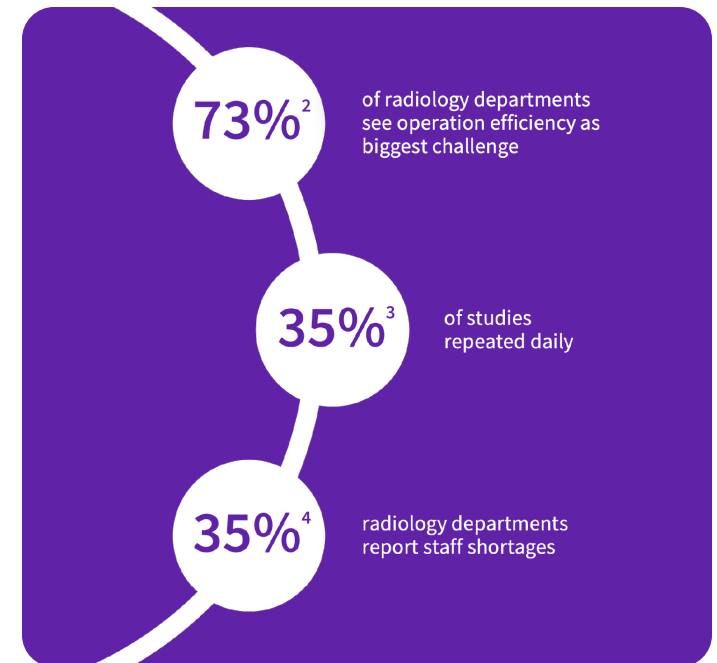 73%²
of radiology departments
see operation efficiency as
biggest challenge
35%³
of studies
repeated daily
35%⁴
radiology departments
report staff shortages